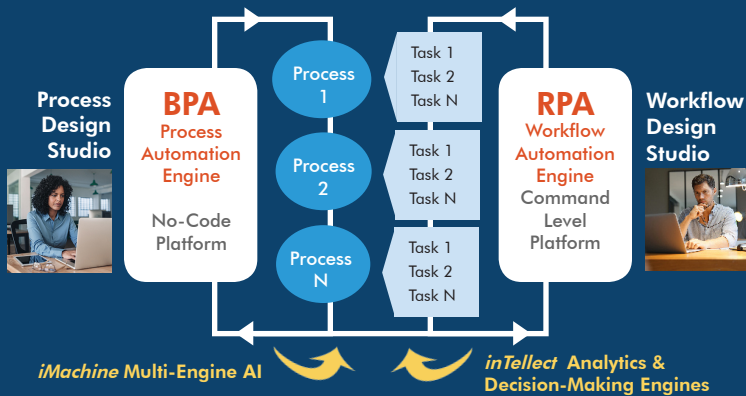 Process
Design
Studio
BPA
Process
Automation
Engine
No-Code
Platform
Process
1
Process
2
Process
N
Task 1
Task 2
Task N
Task 1
Task 2
Task N
Task 1
Task 2
Task N
RPA
Workflow
Automation
Engine
Command
Level
Platform
Workflow
Design
Studio
iMachine Multi-Engine AI
inTellect Analytics &
Decision-Making Engines